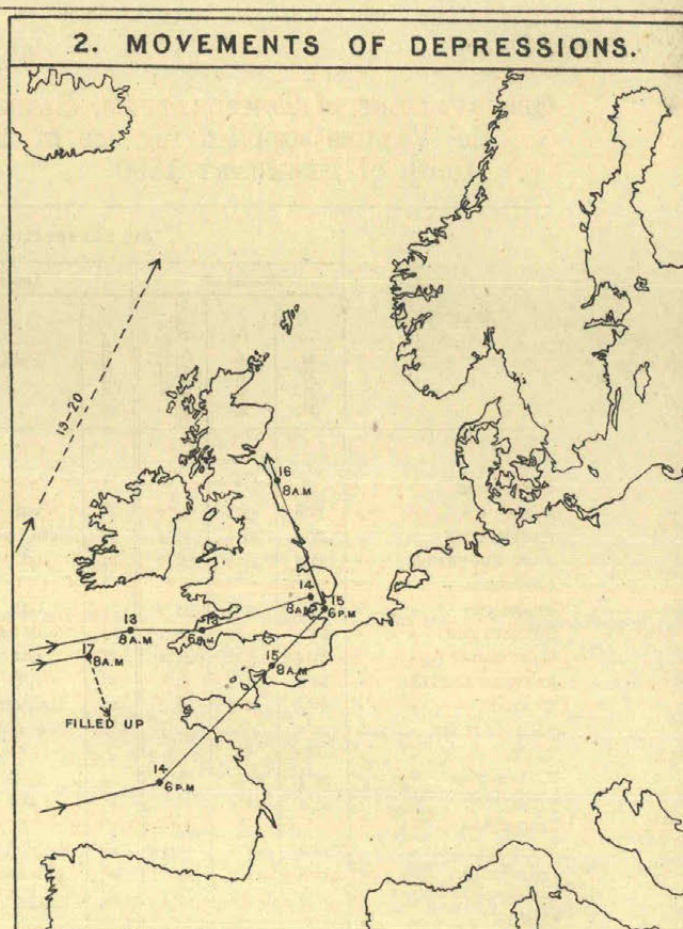 2. MOVEMENTS OF DEPRESSIONS.
19-20
16
8 A.M
14
8 A.M
15
6 P.M
13
8 A.M
13
6 P.M
17
8 A.M
15
8 A.M
FILLED UP
14
6 P.M